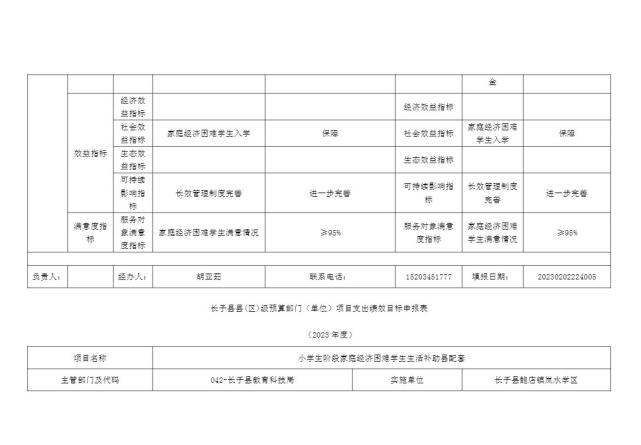 金
效益指标 经济效益指标 经济效益指标
社会效益指标 家庭经济困难学生入学 保障 社会效益指标 家庭经济困难学生入学 保障
生态效益指标 生态效益指标
可持续影响指标 长效管理制度完善 进一步完善 可持续影响指标 长效管理制度完善 进一步完善
满意度指标 服务对象满意度指标 家庭经济困难学生满意情况 ≥95% 服务对象满意度指标 家庭经济困难学生满意情况 ≥95%
负责人： 经办人： 胡亚茹 联系电话： 15203451777 填报日期： 20230202224005
长子县县(区)级预算部门（单位）项目支出绩效目标申报表
（2023年度）
项目名称 小学生阶段家庭经济困难学生生活补助县配套
主管部门及代码 042-长子县教育科技局 实施单位 长子县鲍店镇岚水学区